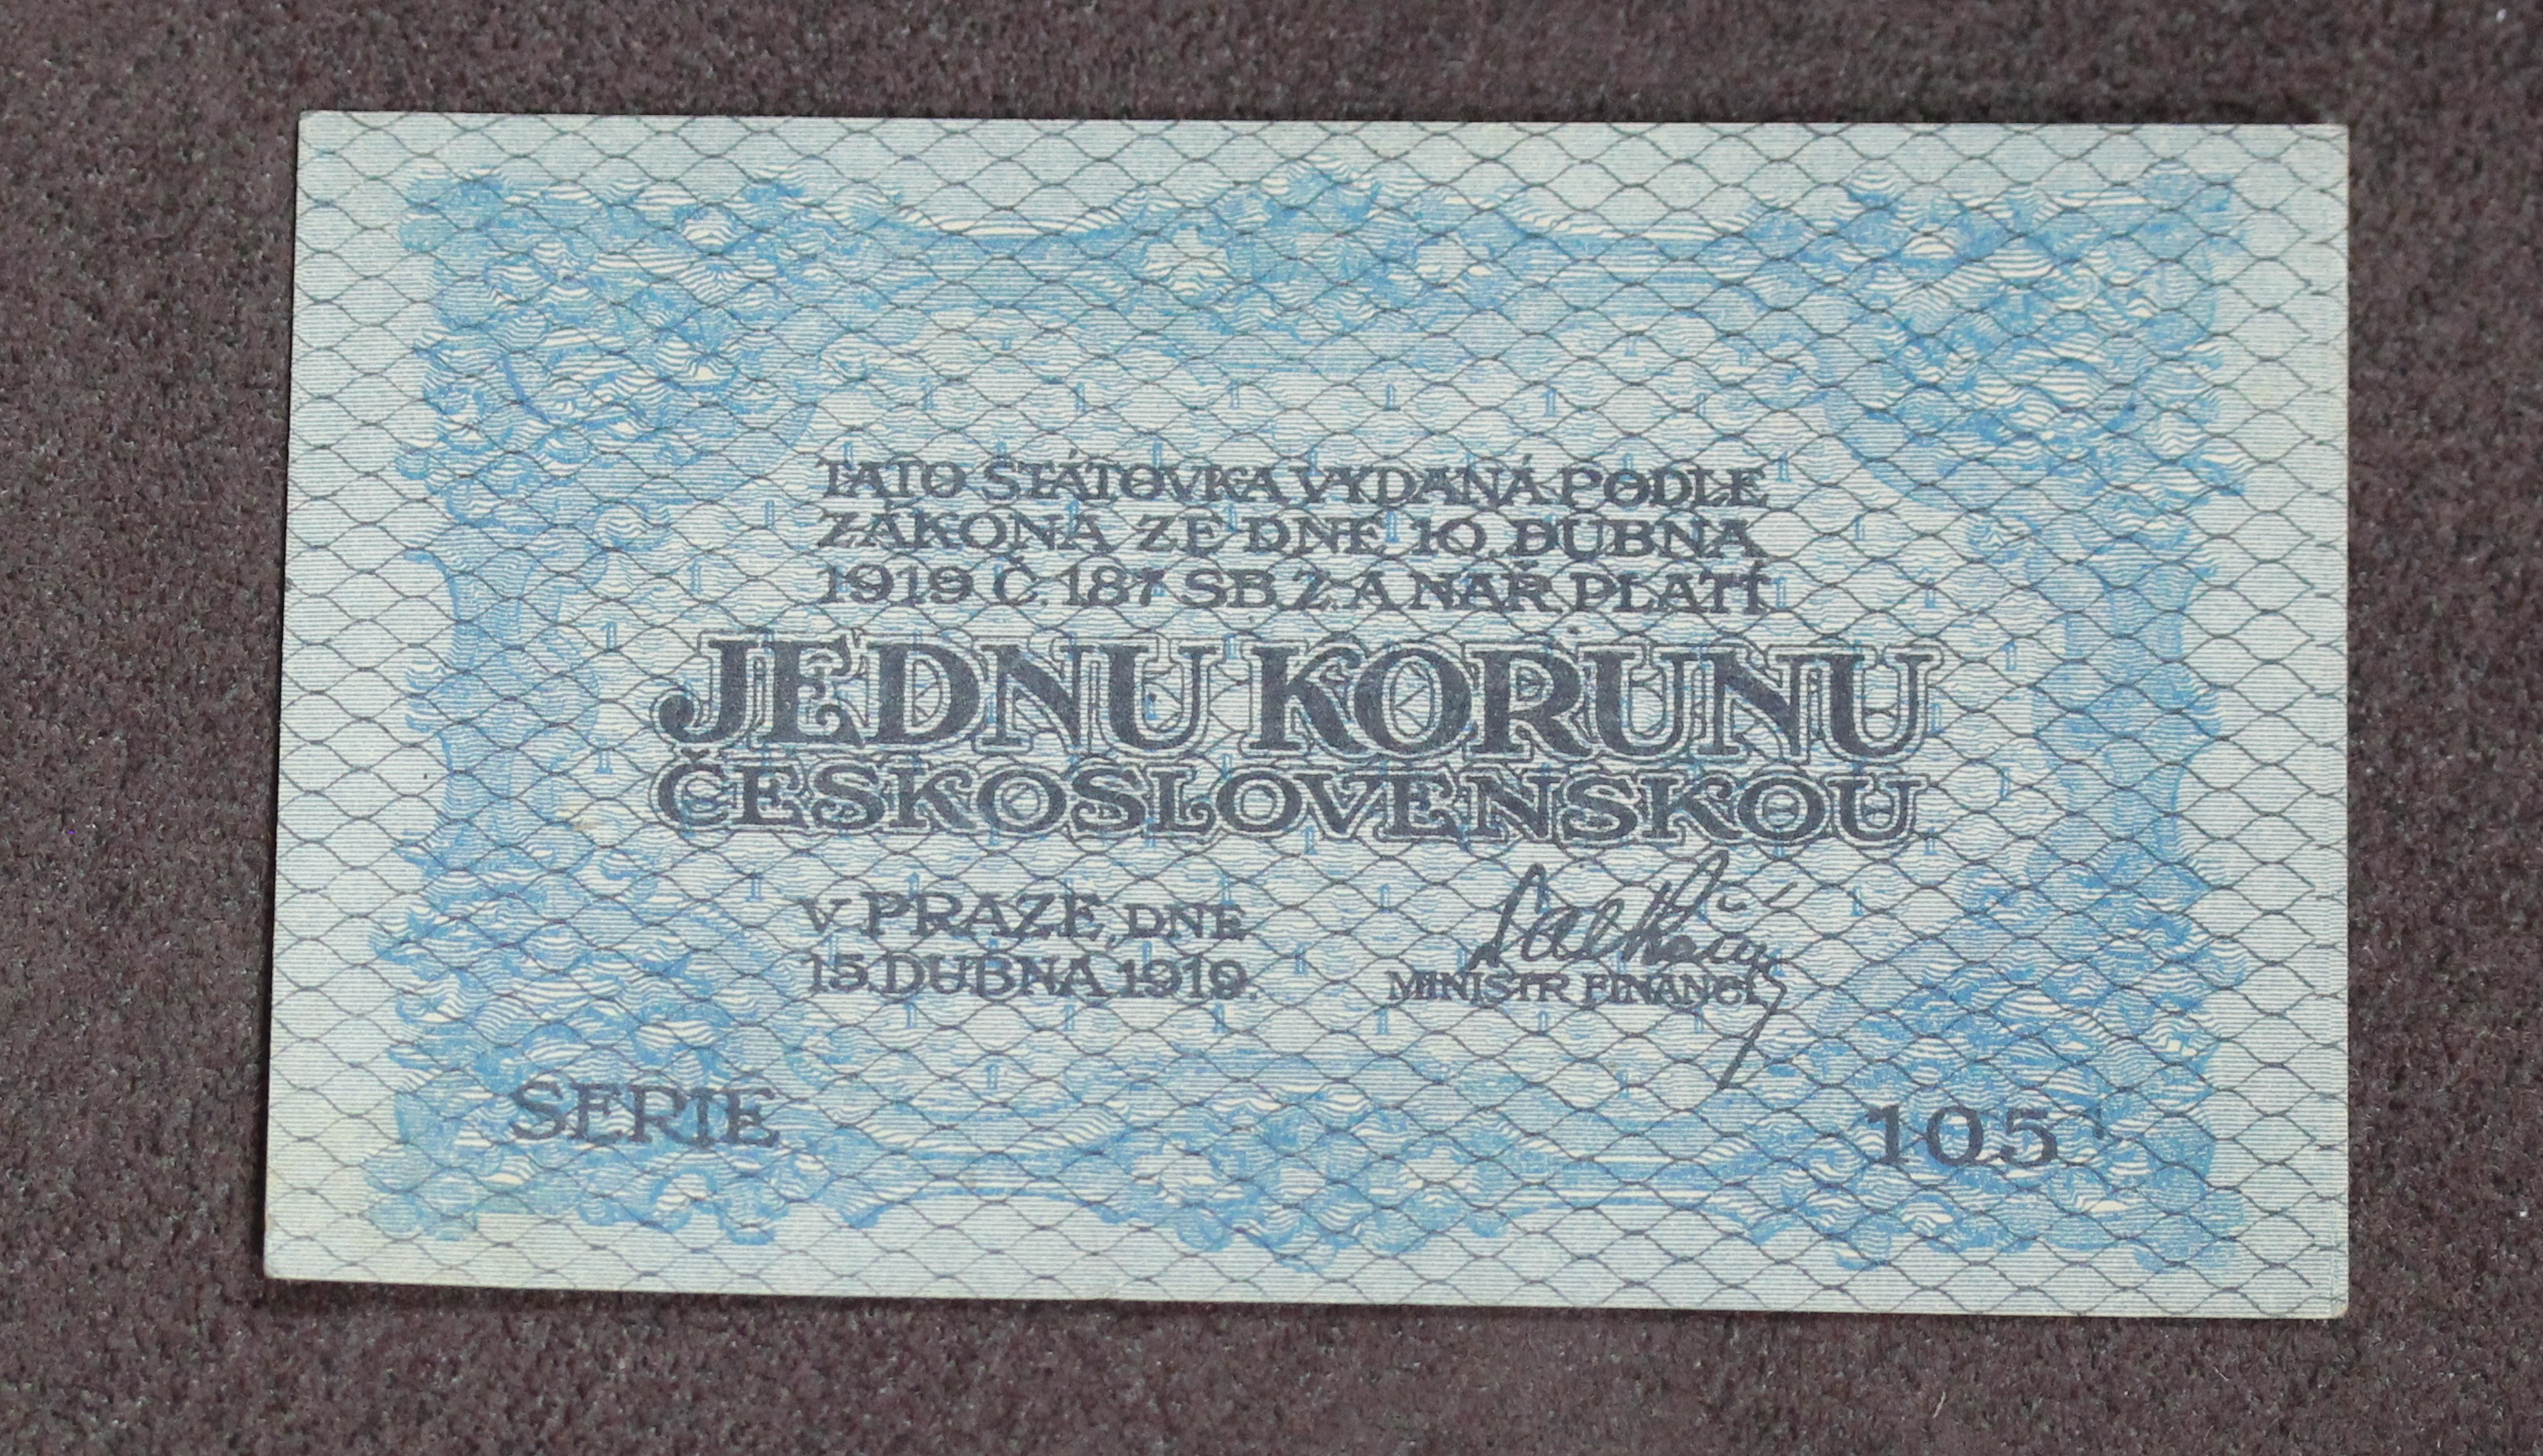 TATO STÁTOVKA VYDANÁ PODLE
ZÁKONA ZE DNE 10. DUBNA
1919 Č. 187 SB. Z. A NAŘ. PLATÍ
JEDNU KORUNU
ČESKOSLOVENSKOU
V PRAZE, DNE
15. DUBNA 1919.
MINISTR FINANCÍ
SERIE
105